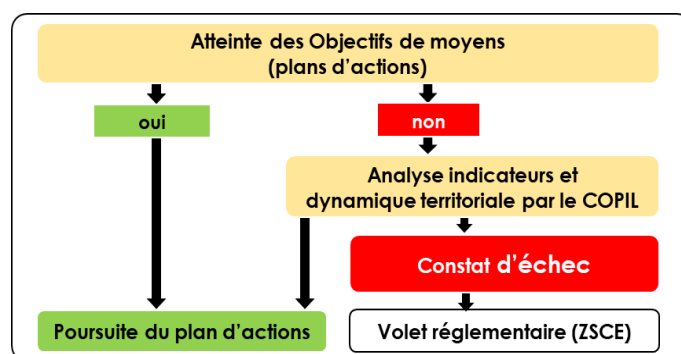 Atteinte des Objectifs de moyens
(plans d'actions)
oui
non
Analyse indicateurs et
dynamique territoriale par le COPIL
Constat d'échec
Poursuite du plan d'actions
Volet réglementaire (ZSCE)